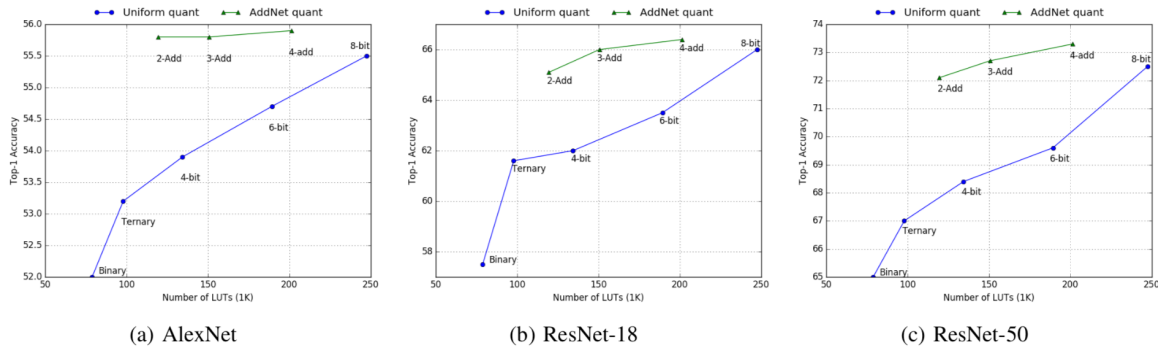 Uniform quant AddNet quant
56.0
55.5
55.0
54.5
54.0
53.5
53.0
52.5
52.0
50 100 150 200 250
Top-1 Accuracy
Number of LUTs (1K)
2-Add
3-Add
4-add
8-bit
6-bit
4-bit
Ternary
Binary
(a) AlexNet
Uniform quant AddNet quant
66
64
62
60
58
50 100 150 200 250
Top-1 Accuracy
Number of LUTs (1K)
2-Add
3-Add
4-add
8-bit
6-bit
4-bit
Ternary
Binary
(b) ResNet-18
Uniform quant AddNet quant
75
74
73
72
71
70
69
68
67
66
65
50 100 150 200 250
Top-1 Accuracy
Number of LUTs (1K)
2-Add
3-Add
4-add
8-bit
6-bit
4-bit
Ternary
Binary
(c) ResNet-50